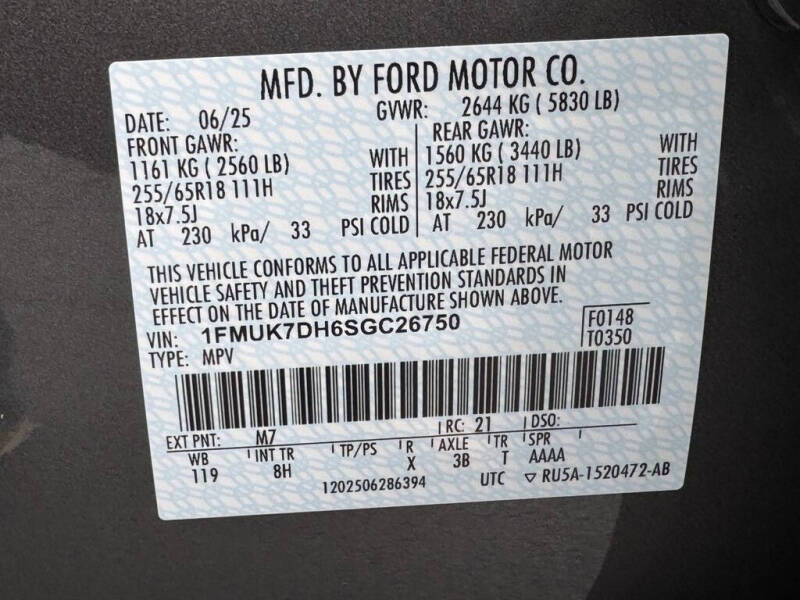 MFD. BY FORD MOTOR CO.
DATE: 06/25 GVWR: 2644 KG ( 5830 LB)
FRONT GAWR: REAR GAWR:
1161 KG ( 2560 LB) WITH 1560 KG ( 3440 LB) WITH
255/65R18 111H TIRES 255/65R18 111H TIRES
18x7.5J RIMS 18x7.5J RIMS
AT 230 kPa/ 33 PSI COLD AT 230 kPa/ 33 PSI COLD
THIS VEHICLE CONFORMS TO ALL APPLICABLE FEDERAL MOTOR
VEHICLE SAFETY AND THEFT PREVENTION STANDARDS IN
EFFECT ON THE DATE OF MANUFACTURE SHOWN ABOVE.
VIN: 1FMUK7DH6SGC26750 F0148
TYPE: MPV T0350
EXT PNT: M7 RC: 21 DSO:
WB INT TR TP/PS R AXLE TR SPR
119 8H X 3B T AAAA
1202506286394 UTC ▽ RU5A-1520472-AB